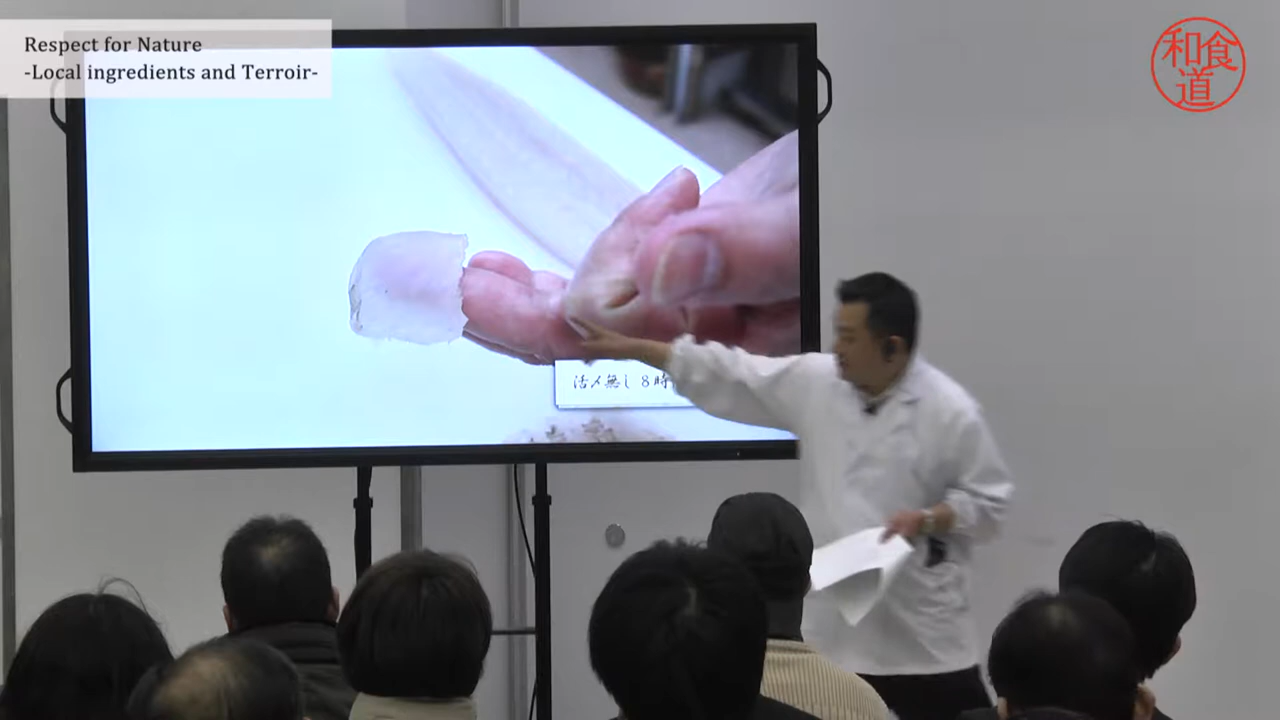 Respect for Nature
-Local ingredients and Terroir-
和食
道
活〆無し 8時